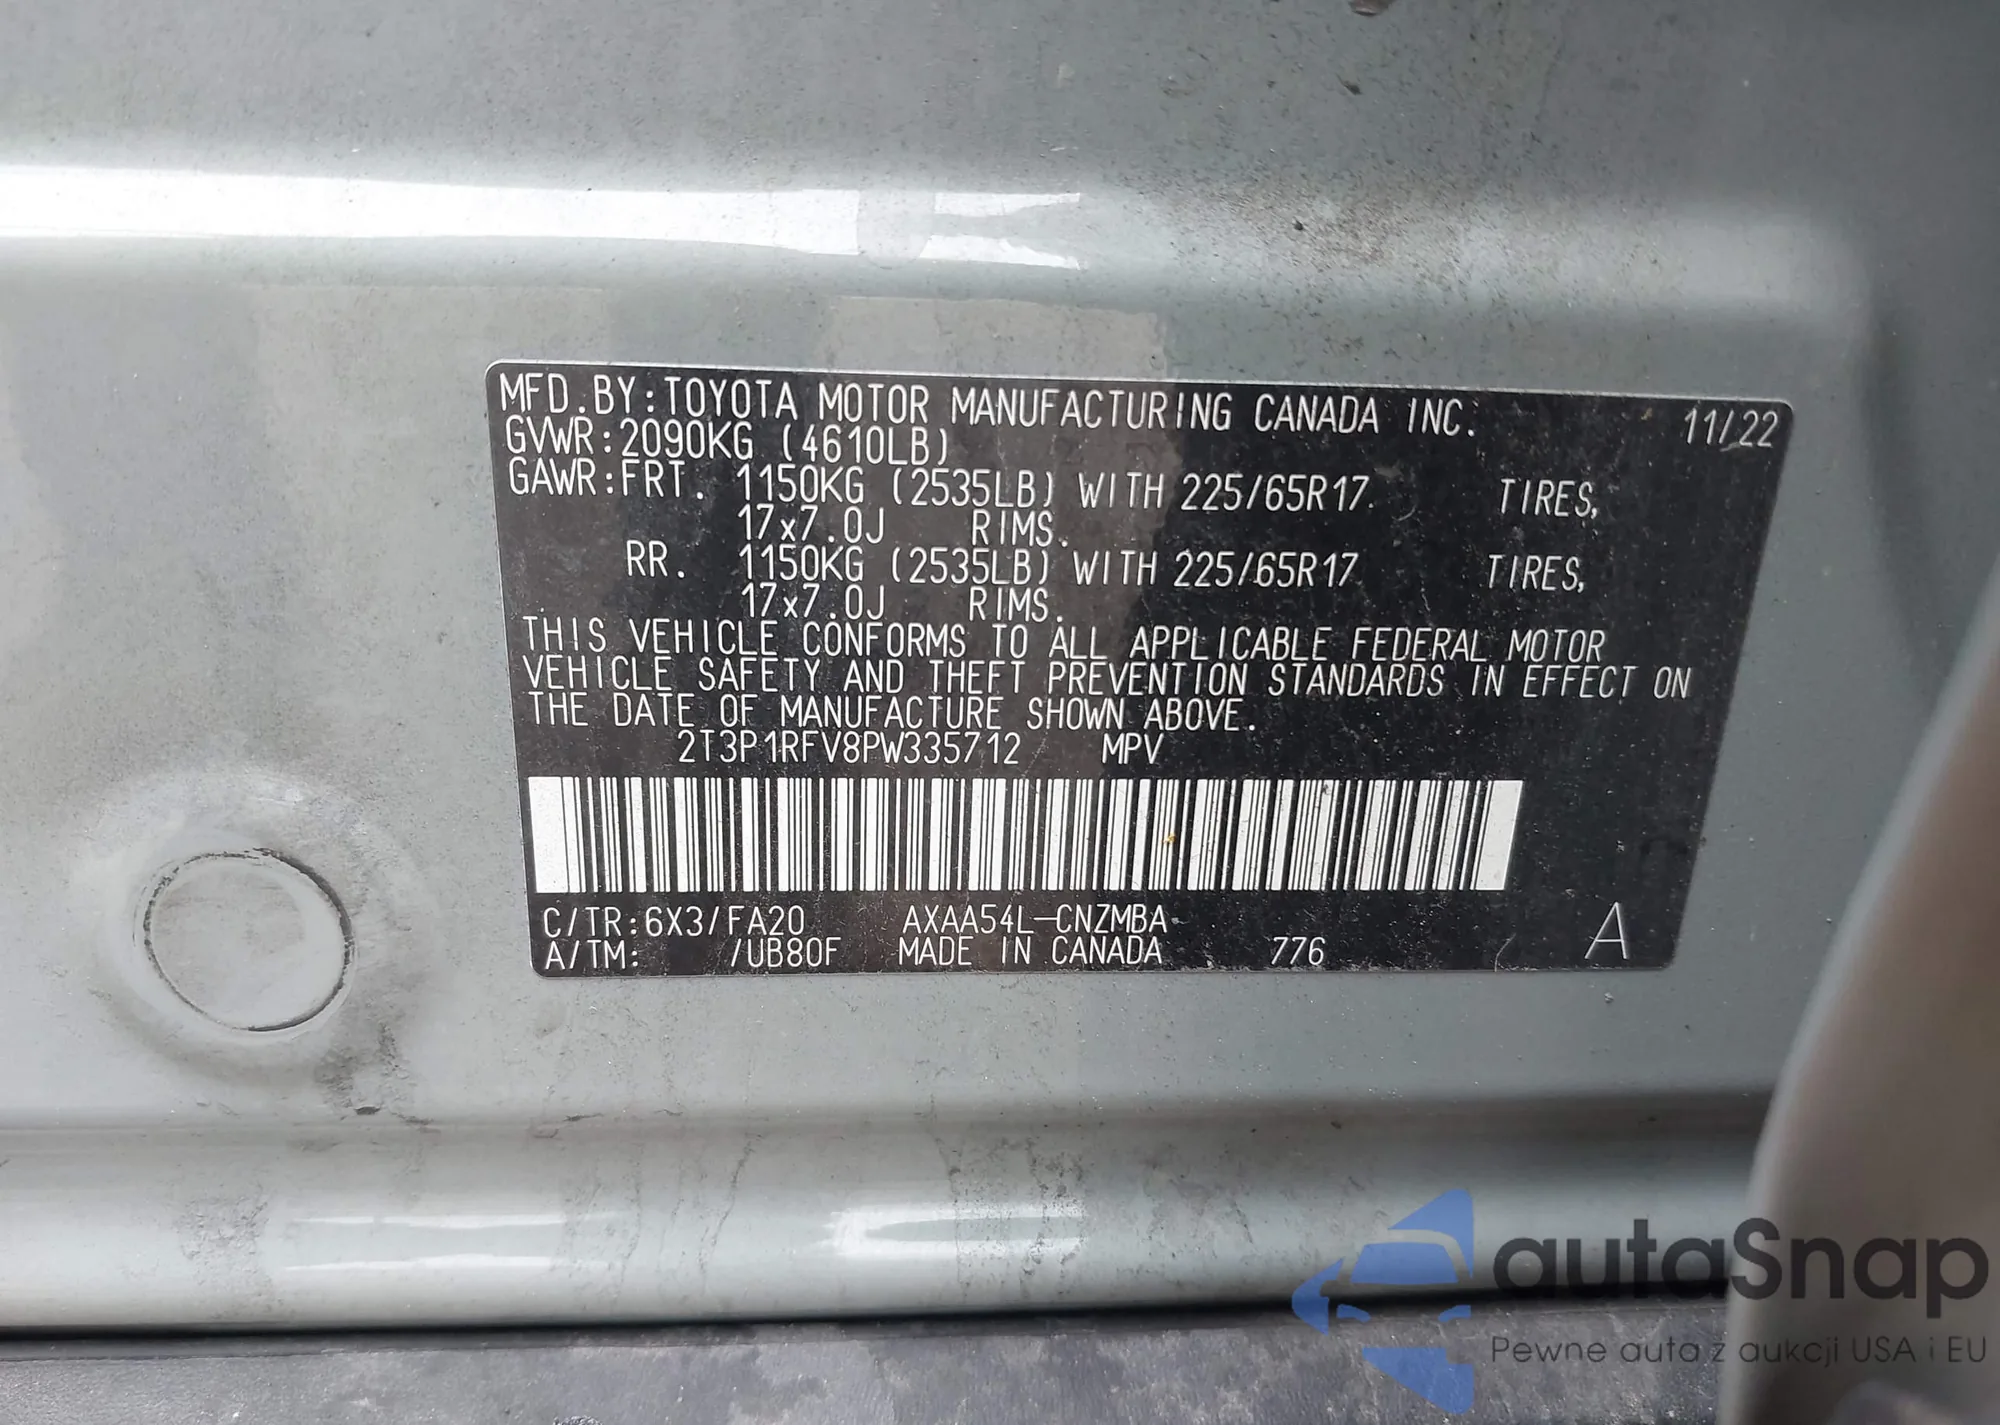 MFD.BY:TOYOTA MOTOR MANUFACTURING CANADA INC. 11/22
GVWR:2090KG (4610LB)
GAWR:FRT. 1150KG (2535LB) WITH 225/65R17 TIRES,
17x7.0J RIMS.
RR. 1150KG (2535LB) WITH 225/65R17 TIRES,
17x7.0J RIMS.
THIS VEHICLE CONFORMS TO ALL APPLICABLE FEDERAL MOTOR
VEHICLE SAFETY AND THEFT PREVENTION STANDARDS IN EFFECT ON
THE DATE OF MANUFACTURE SHOWN ABOVE.
2T3P1RFV8PW335712 MPV
C/TR:6X3/FA20 AXAA54L-CNZMBA A
A/TM: /UB80F MADE IN CANADA 776
autaSnap
Pewne auta z aukcji USA i EU